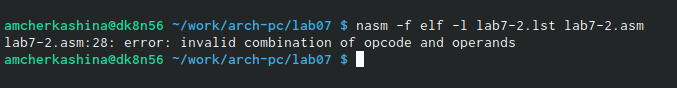 amcherkashina@dk8n56 ~/work/arch-pc/lab07 $ nasm -f elf -l lab7-2.lst lab7-2.asm
lab7-2.asm:28: error: invalid combination of opcode and operands
amcherkashina@dk8n56 ~/work/arch-pc/lab07 $